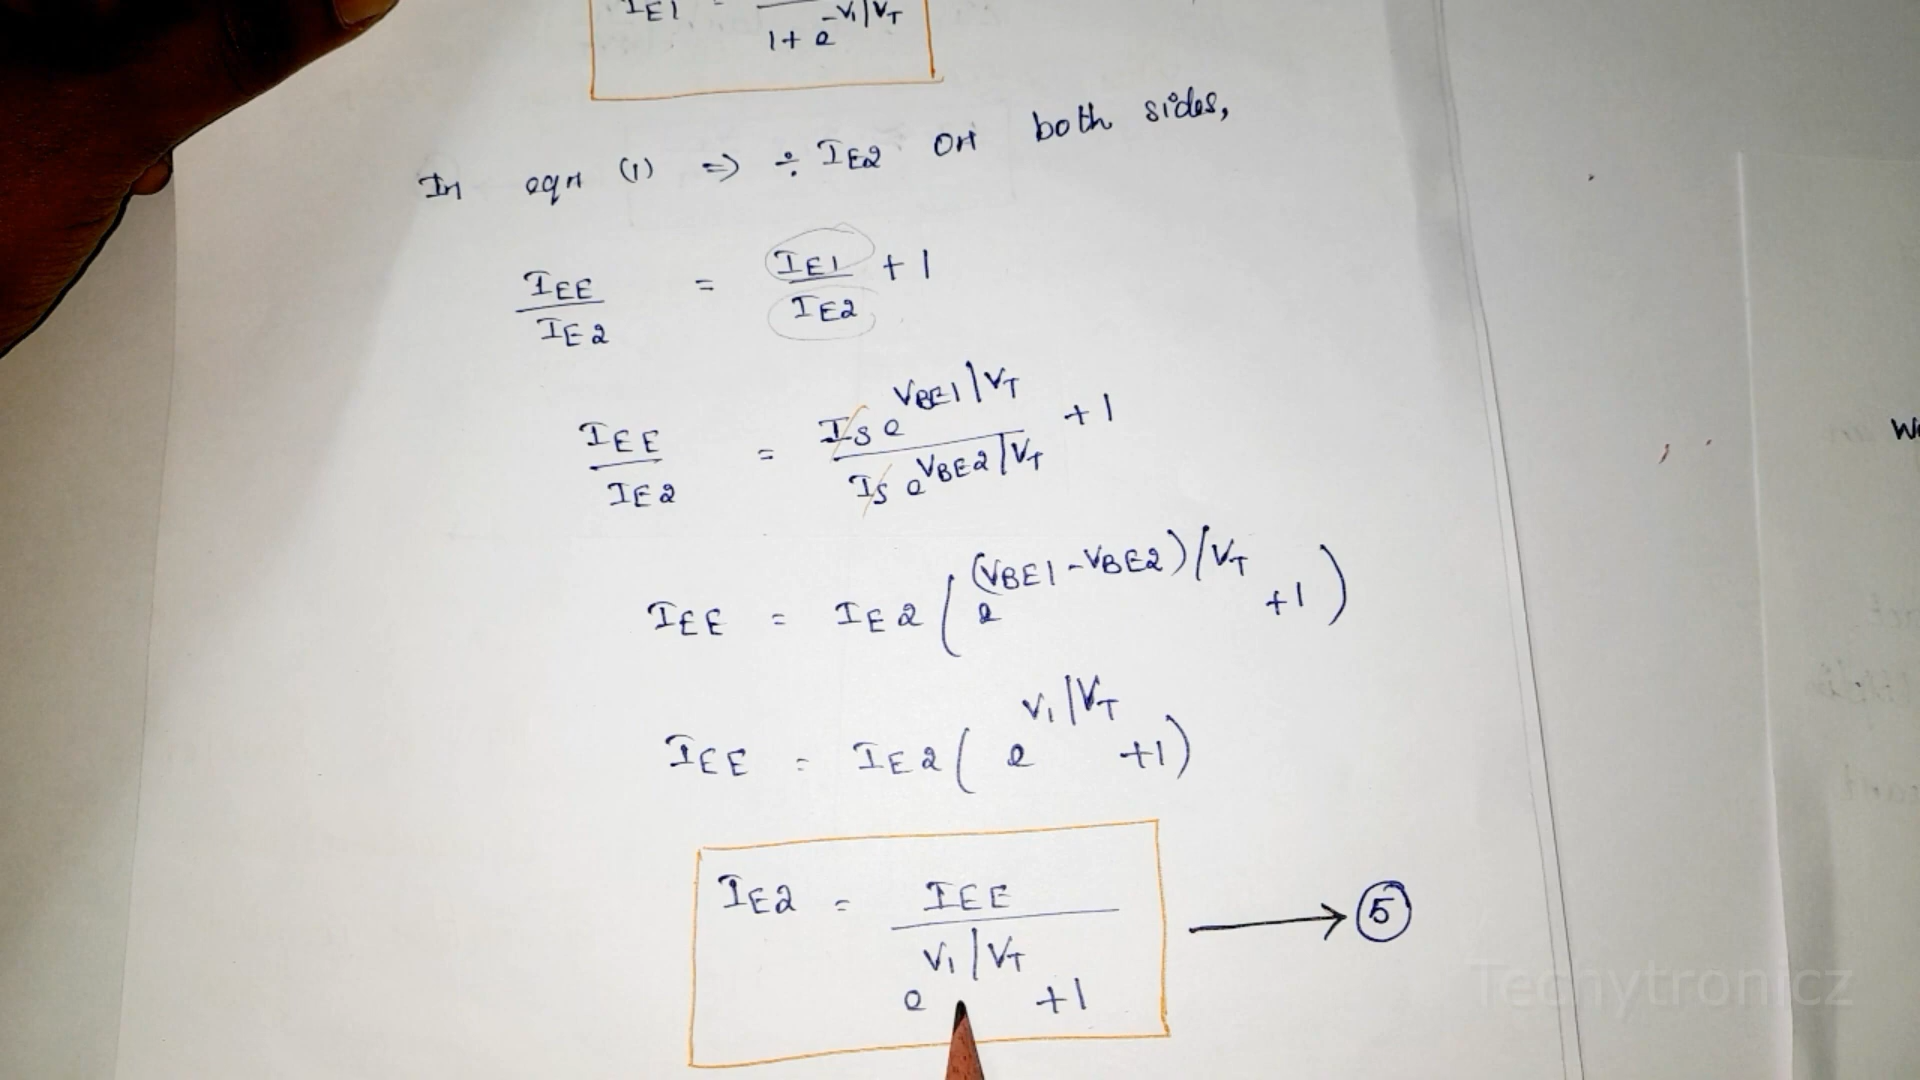 IE1 =
1 + e^-V1/VT
In eqn (1) => ÷ IE2 on both sides,
IEE / IE2 = IE1 / IE2 + 1
IEE / IE2 = IS e^VBE1/VT / IS e^VBE2/VT + 1
IEE = IE2 ( e^(VBE1 - VBE2)/VT + 1 )
IEE = IE2 ( e^V1/VT + 1 )
IE2 = IEE / e^V1/VT + 1 → 5
Techytronicz